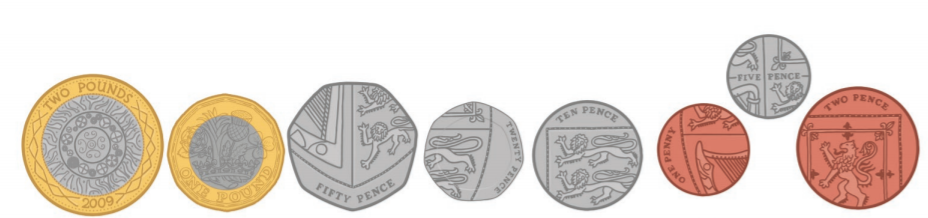 TWO POUNDS
2009
ONE POUND
FIFTY PENCE
TWENTY PENCE
TEN PENCE
ONE PENNY
FIVE PENCE
TWO PENCE